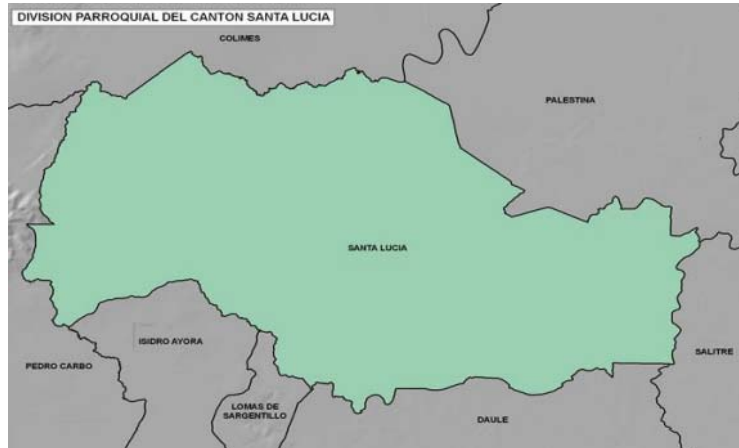 DIVISION PARROQUIAL DEL CANTON SANTA LUCIA
COLIMES
PALESTINA
SANTA LUCIA
ISIDRO AYORA
PEDRO CARBO
SALITRE
LOMAS DE
SARGENTILLO
DAULE